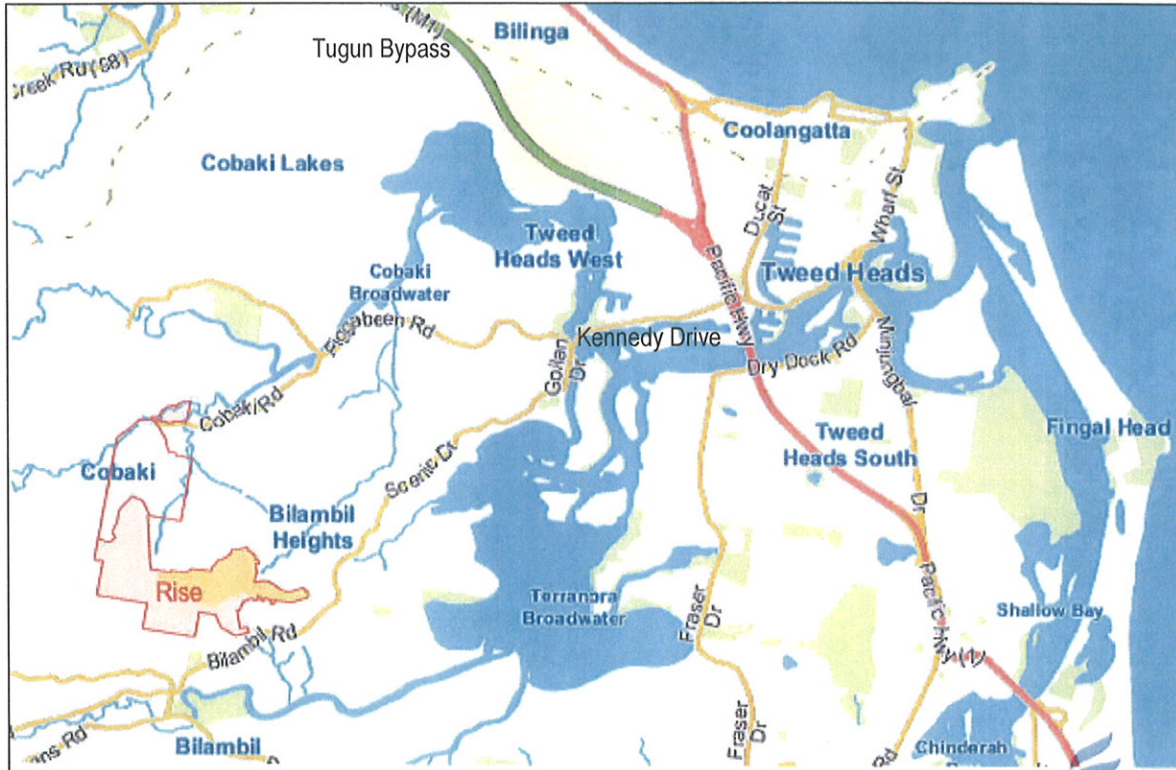 (M1)
Bilinga
Tugun Bypass
Creek Rd (98)
Coolangatta
Cobaki Lakes
Ducat
St
Wharf St
Tweed
Heads West
Pacific Hwy
Tweed Heads
Cobaki
Broadwater
Piggabeen Rd
Kennedy Drive
Gollan
Dr
Dry Dock Rd
Minjungbal
Dr
Cobaki Rd
Tweed
Heads South
Fingal Head
Cobaki
Scenic Dr
Bilambil
Heights
Rise
Terranora
Broadwater
Fraser
Dr
Pacific Hwy (1)
Shallow Bay
Bilambil Rd
Fraser
Dr
Rd
Chinderah
Bilambil